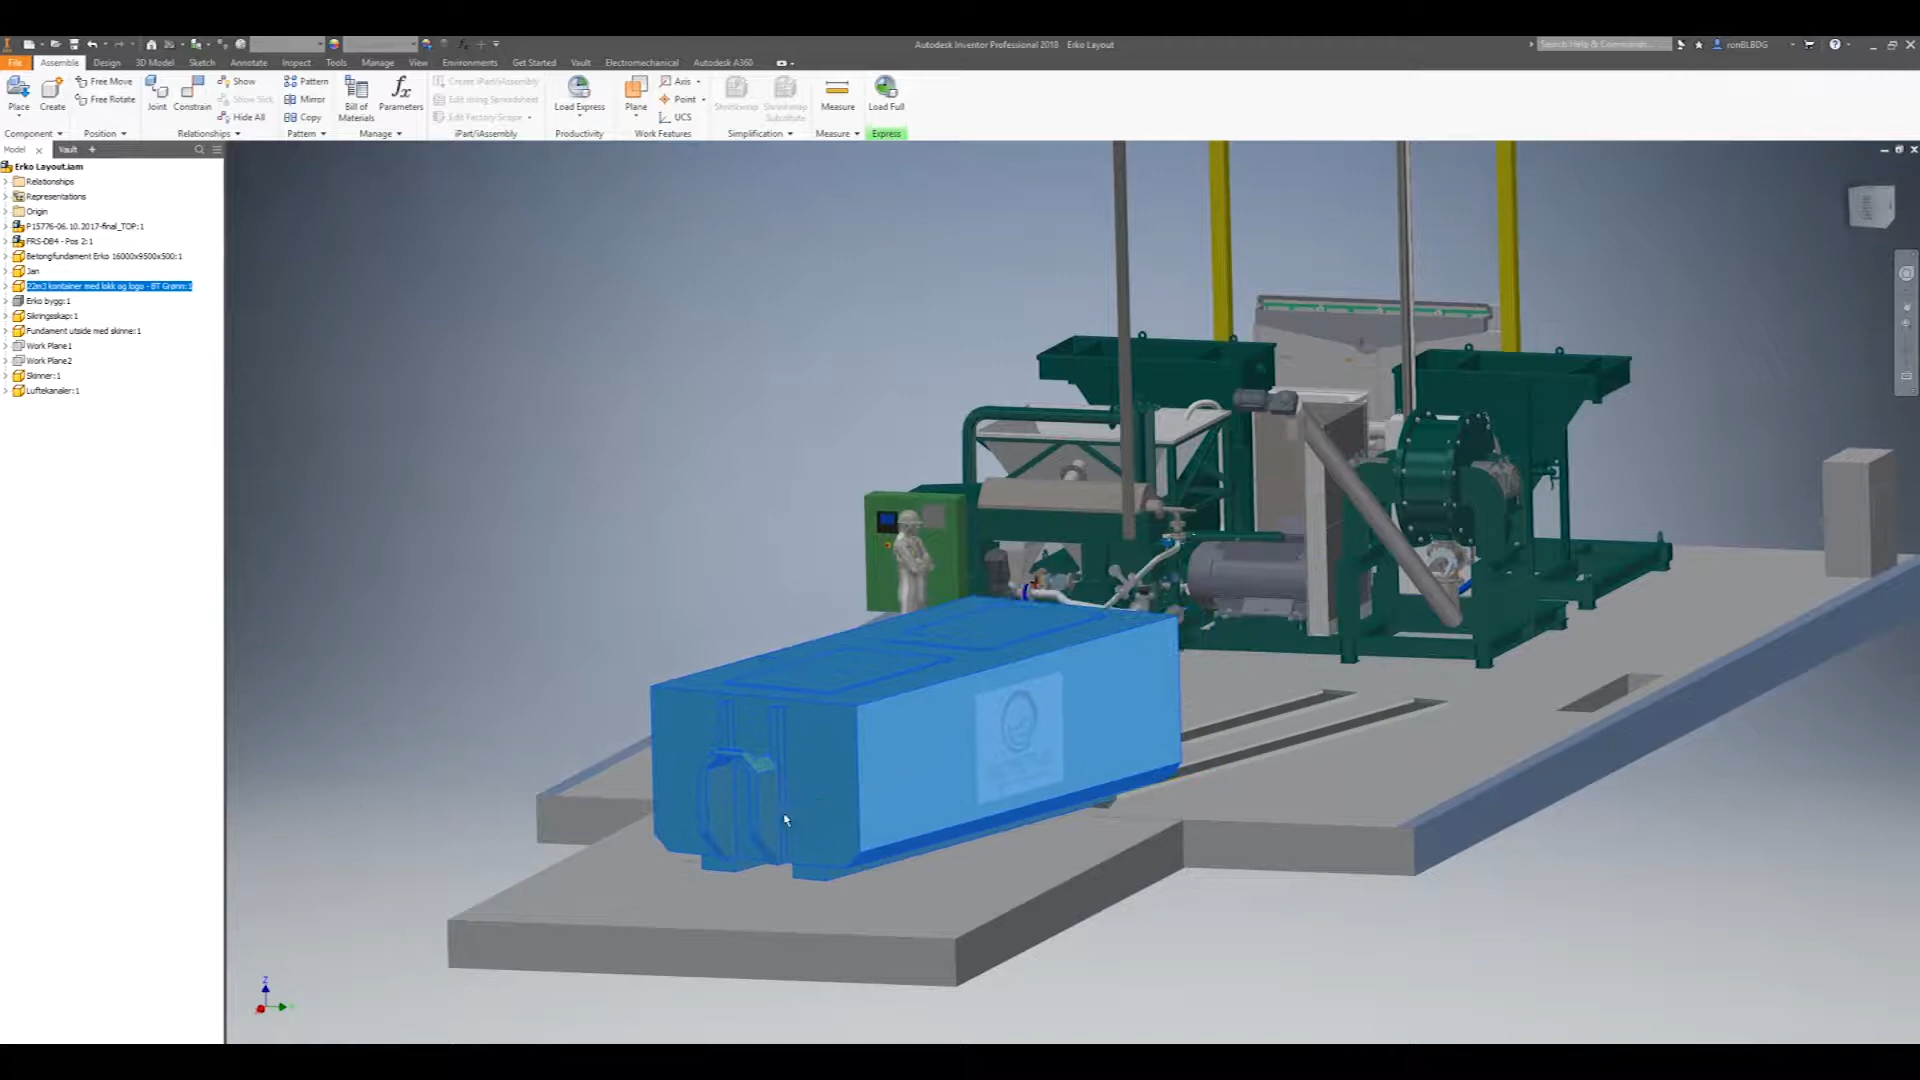 Autodesk Inventor Professional 2018 Erko Layout
Search Help & Commands...
ronBLBDG
File Assemble Design 3D Model Sketch Annotate Inspect Tools Manage View Environments Get Started Vault Electromechanical Autodesk A360
Place
Create
Free Move
Free Rotate
Joint
Constrain
Show
Show Sick
Hide All
Pattern
Mirror
Copy
Bill of
Materials
Parameters
Create iPart/iAssembly
Edit using Spreadsheet
Edit Factory Scope
Load Express
Plane
Axis
Point
UCS
Shrinkwrap
Shrinkwrap
Substitute
Measure
Load Full
Component Position Relationships Pattern Manage iPart/iAssembly Productivity Work Features Simplification Measure Express
Model Vault
Erko Layout.iam
Relationships
Representations
Origin
P15776-06.10.2017-final_TOP:1
FRS-DB4 - Pos 2:1
Betongfundament Erko 16000x9500x500:1
Jan
22m3 kontainer med lokk og logo - BT Grønn:1
Erko bygg:1
Sikringsskap:1
Fundament utside med skinne:1
Work Plane1
Work Plane2
Skinner:1
Luftekanaler:1
Z